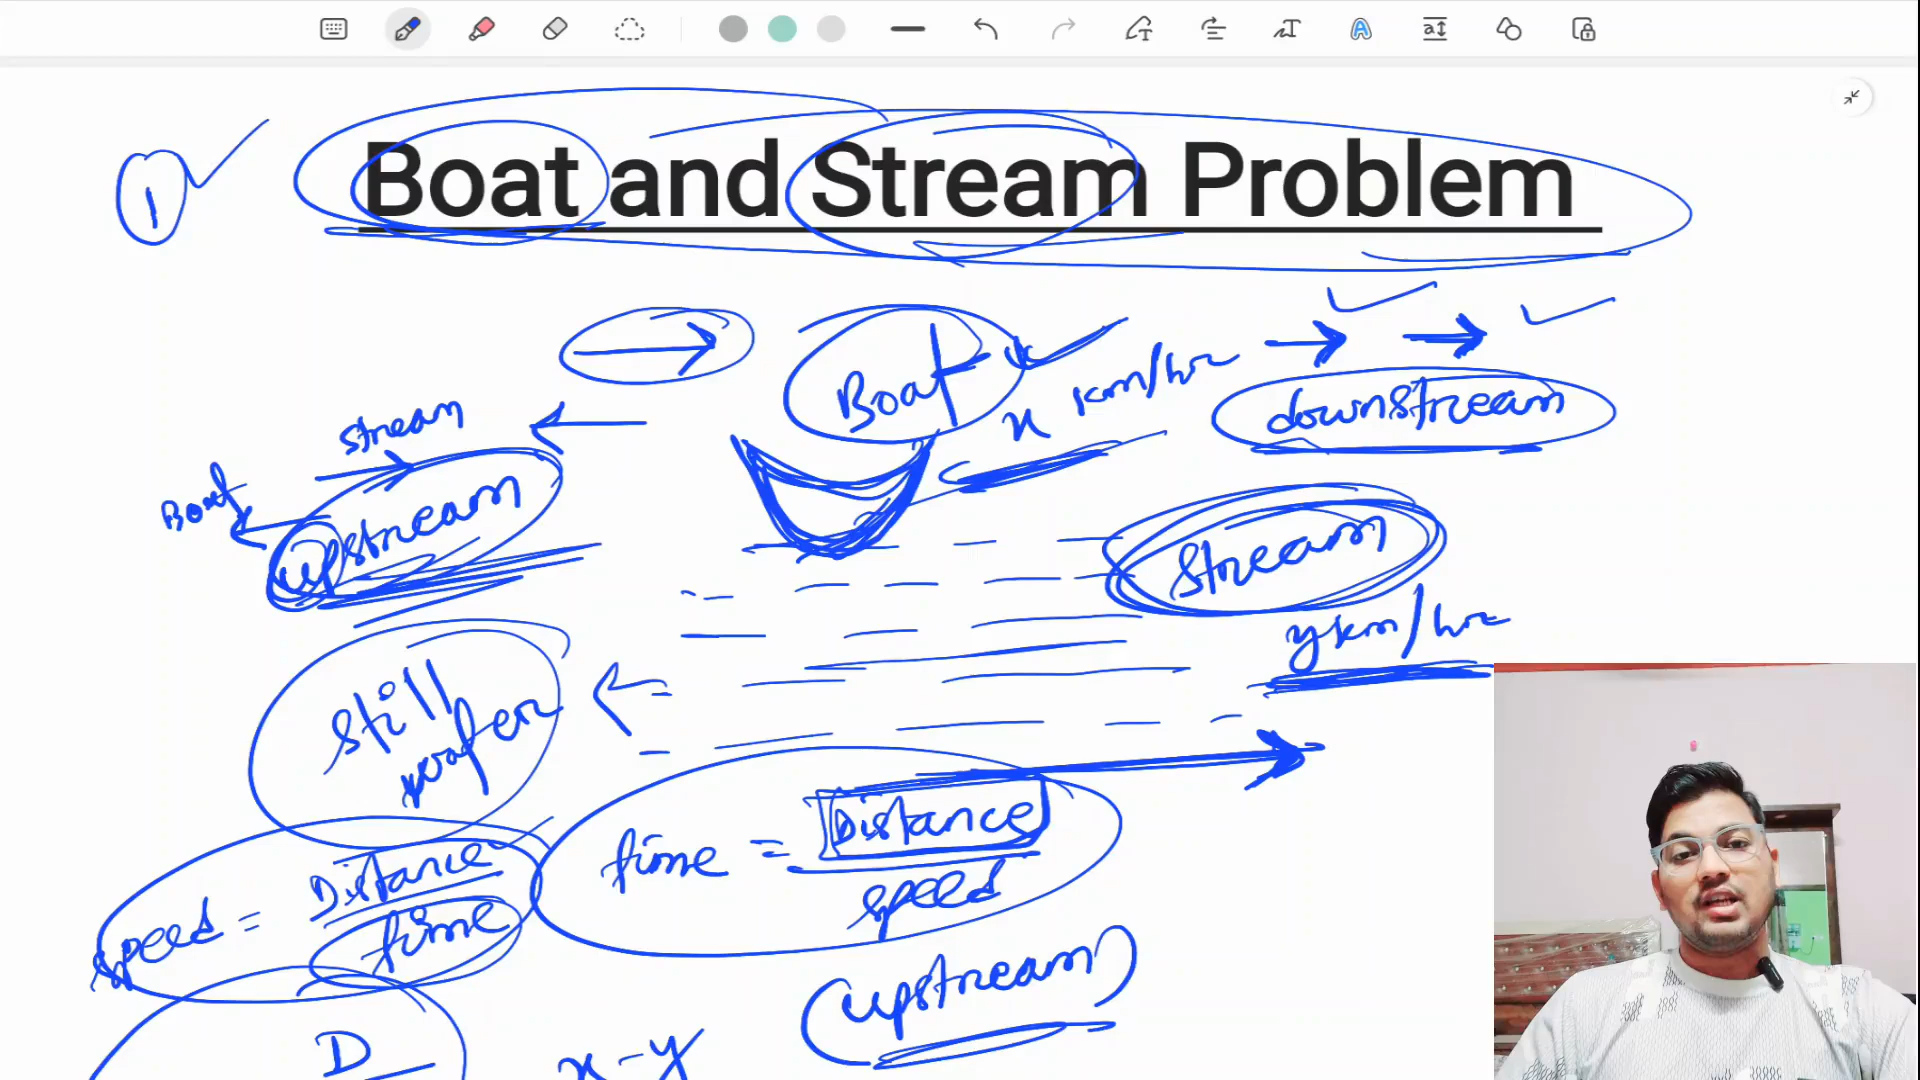 1
Boat and Stream Problem
Boat
x km/hr
downstream
stream
Boat
upstream
Stream
y km/hr
Still
water
time = Distance
speed
speed = Distance
time
(upstream)
D
x - y